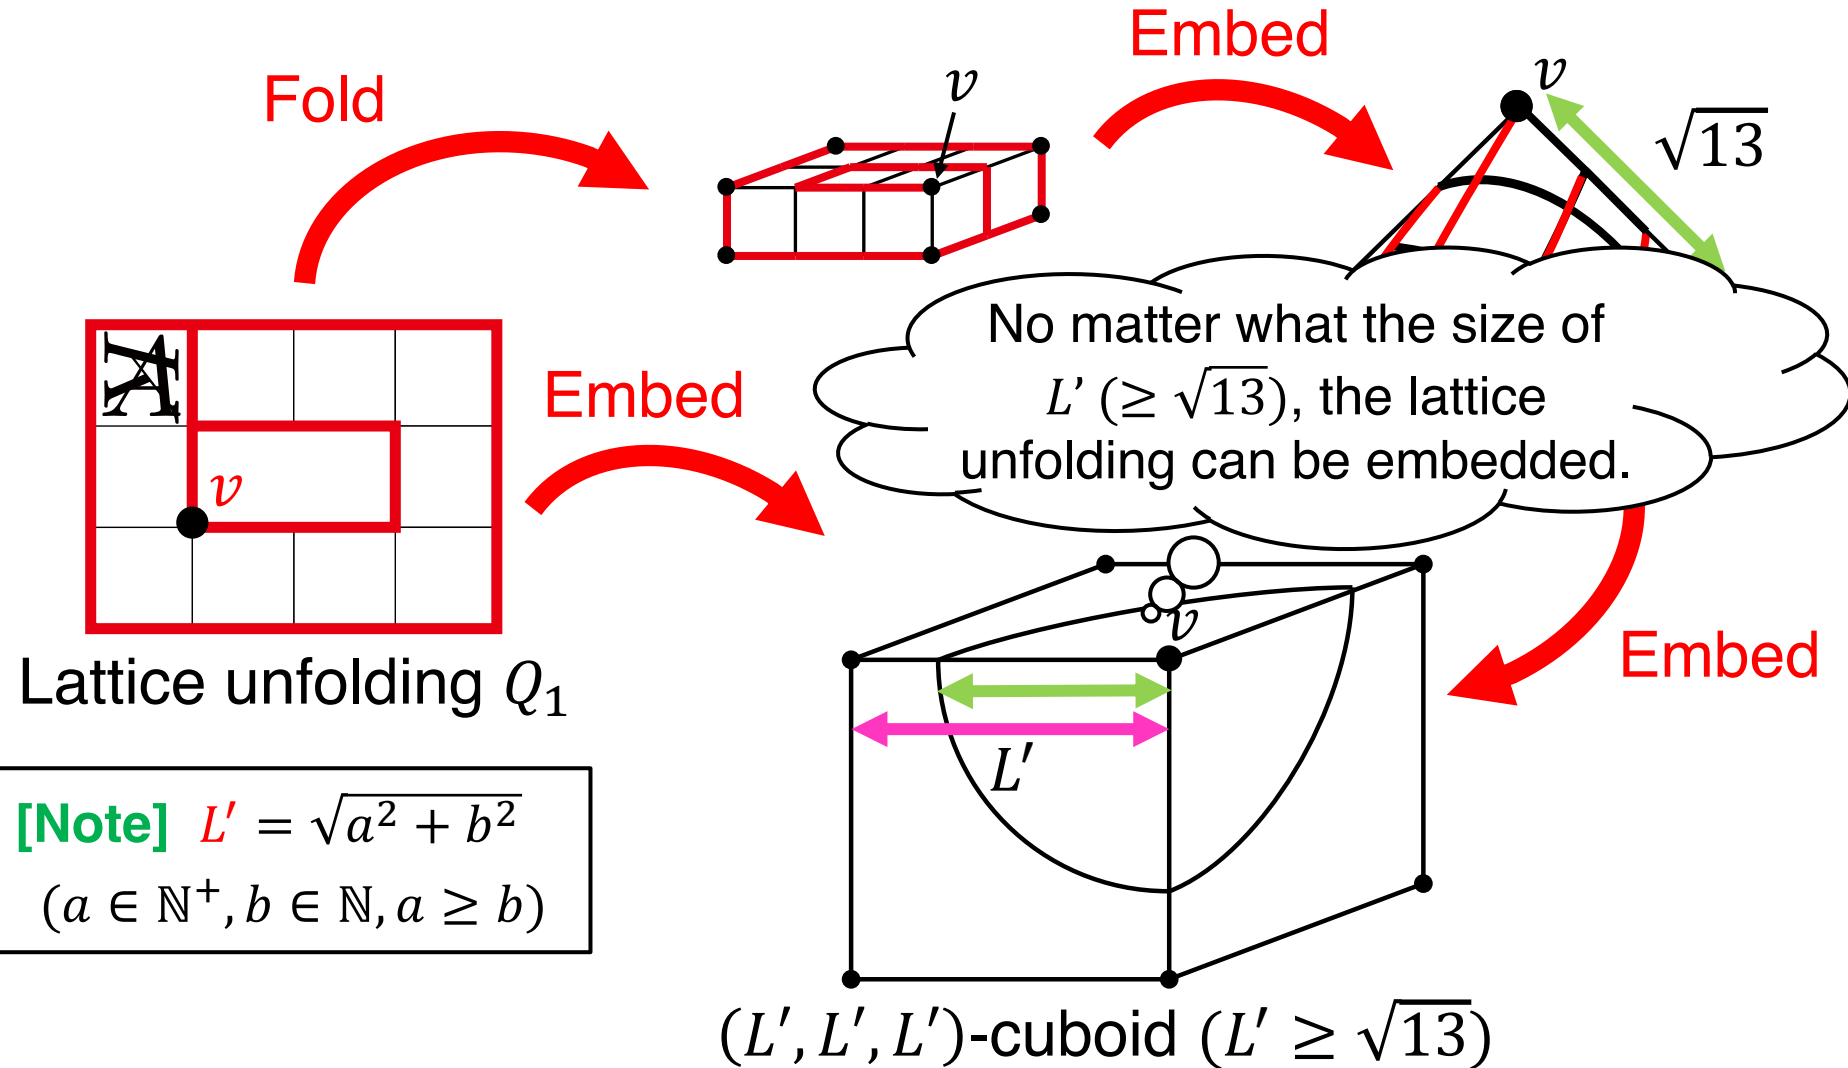 Embed
Fold
v
v
√13
No matter what the size of
L’ (≥ √13), the lattice
unfolding can be embedded.
Embed
A
v
v
Embed
Lattice unfolding Q₁
L′
[Note] L′ = √(a² + b²)
(a ∈ ℕ⁺, b ∈ ℕ, a ≥ b)
(L′, L′, L′)-cuboid (L′ ≥ √13)